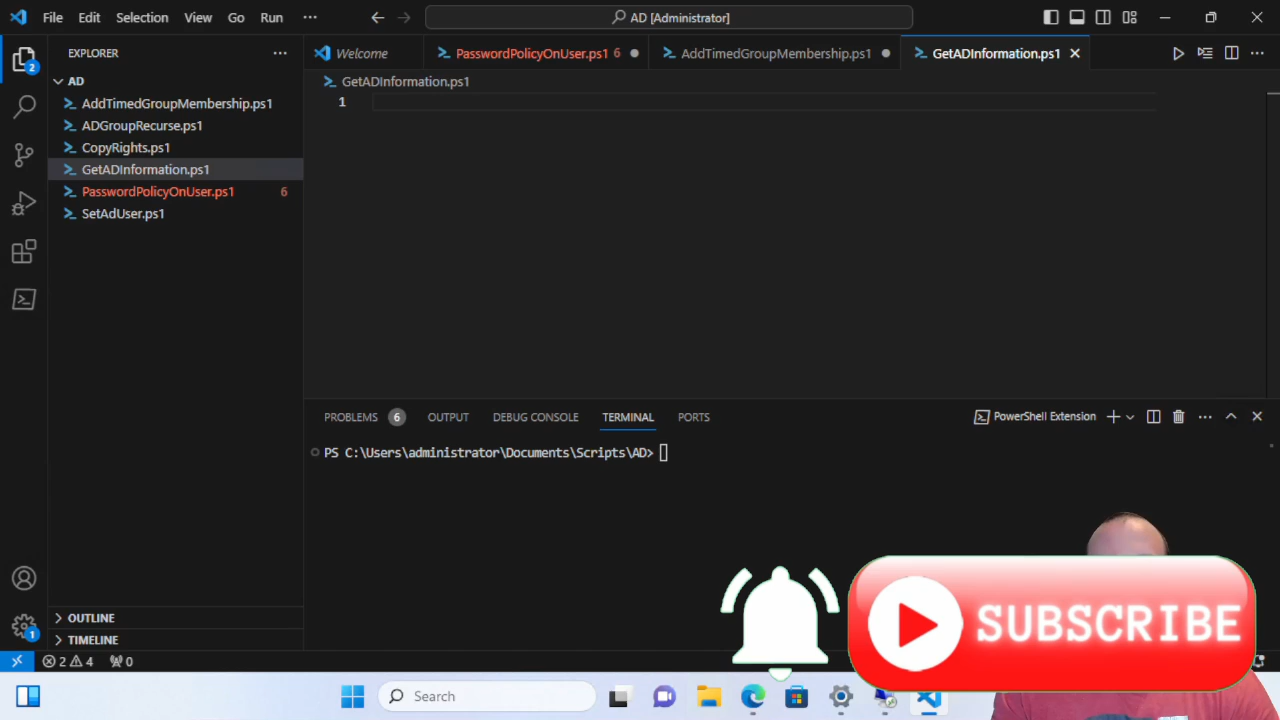 File Edit Selection View Go Run ··· AD [Administrator]
EXPLORER ···
Welcome PasswordPolicyOnUser.ps1 6 AddTimedGroupMembership.ps1 GetADInformation.ps1
2
AD
GetADInformation.ps1
AddTimedGroupMembership.ps1
1
ADGroupRecurse.ps1
CopyRights.ps1
GetADInformation.ps1
PasswordPolicyOnUser.ps1 6
SetAdUser.ps1
PROBLEMS 6 OUTPUT DEBUG CONSOLE TERMINAL PORTS PowerShell Extension
PS C:\Users\administrator\Documents\Scripts\AD>
OUTLINE
TIMELINE
1
2 4 0
SUBSCRIBE
Search